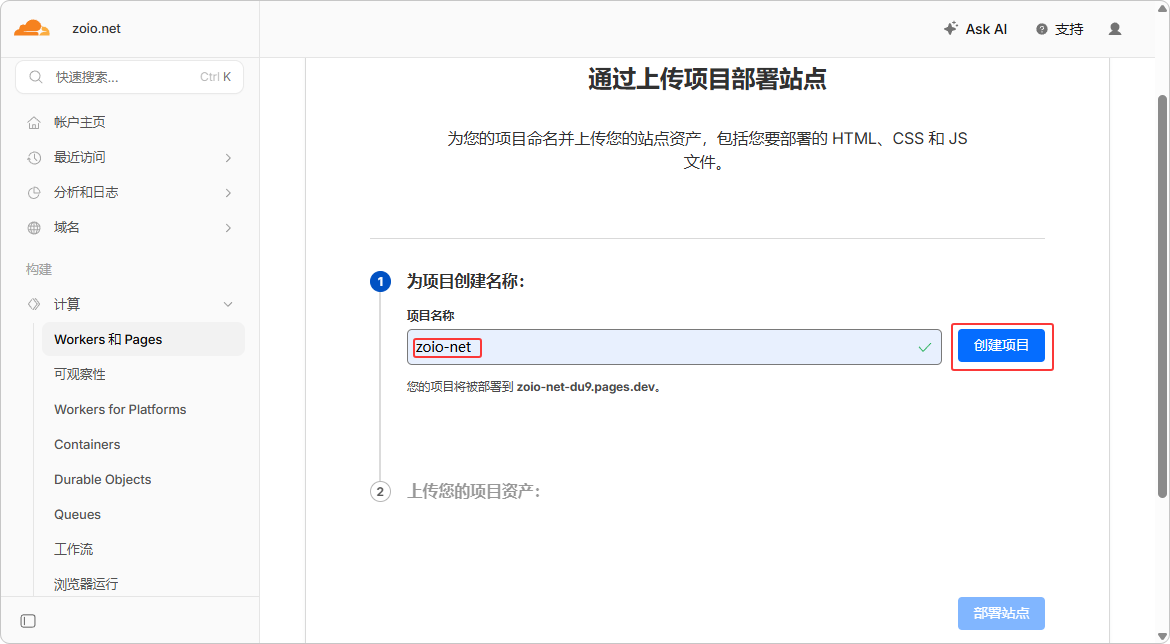 zoio.net
Ask AI
支持
快速搜索...
Ctrl K
帐户主页
最近访问
分析和日志
域名
构建
计算
Workers 和 Pages
可观察性
Workers for Platforms
Containers
Durable Objects
Queues
工作流
浏览器运行
通过上传项目部署站点
为您的项目命名并上传您的站点资产，包括您要部署的 HTML、CSS 和 JS
文件。
1
为项目创建名称：
项目名称
zoio-net
创建项目
您的项目将被部署到 zoio-net-du9.pages.dev。
2
上传您的项目资产：
部署站点